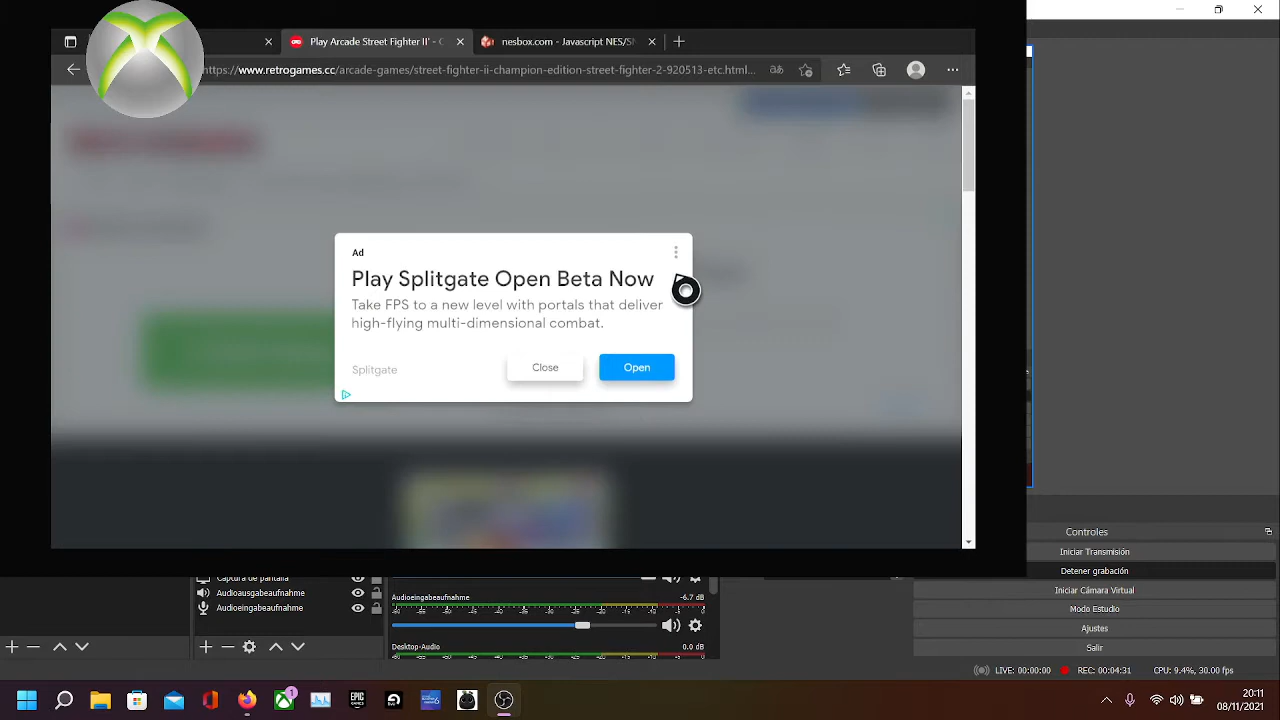 Play Arcade Street Fighter II' - C
nesbox.com - Javascript NES/S
https://www.retrogames.cz/arcade-games/street-fighter-ii-champion-edition-street-fighter-2-920513-etc.html...
Ad
Play Splitgate Open Beta Now
Take FPS to a new level with portals that deliver
high-flying multi-dimensional combat.
Splitgate
Close
Open
Controles
Iniciar Transmisión
Detener grabación
Iniciar Cámara Virtual
Modo Estudio
Ajustes
Salir
Captura de pantalla
Audioausgabeaufnahme
Audioeingabeaufnahme
Audioeingabeaufnahme
-6.7 dB
Desktop-Audio
0.0 dB
LIVE: 00:00:00
REC: 00:04:31
CPU: 9.4%, 30.00 fps
EPIC
GAMES
1
20:11
08/11/2021